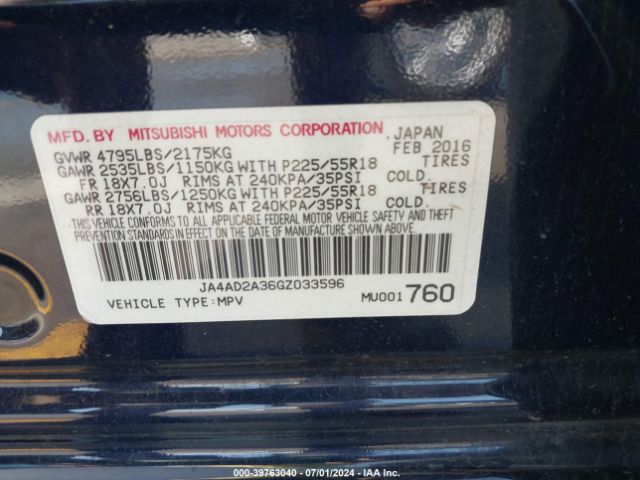 MFD. BY MITSUBISHI MOTORS CORPORATION JAPAN
GVWR 4795LBS/2175KG FEB 2016
GAWR 2535LBS/1150KG WITH P225/55R18 TIRES
FR 18X7.0J RIMS AT 240KPA/35PSI COLD.
GAWR 2756LBS/1250KG WITH P225/55R18 TIRES
RR 18X7.0J RIMS AT 240KPA/35PSI COLD.
THIS VEHICLE CONFORMS TO ALL APPLICABLE FEDERAL MOTOR VEHICLE SAFETY AND THEFT
PREVENTION STANDARDS IN EFFECT ON THE DATE OF MANUFACTURE SHOWN ABOVE.
JA4AD2A36GZ033596
VEHICLE TYPE:MPV MU001 760
000-39763040 - 07/01/2024 - IAA Inc.